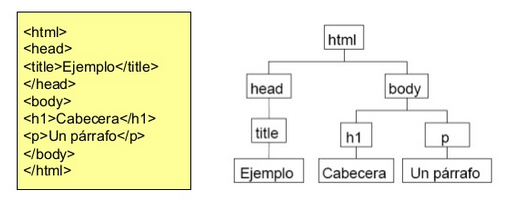 <html>
<head>
<title>Ejemplo</title>
</head>
<body>
<h1>Cabecera</h1>
<p>Un párrafo</p>
</body>
</html>
html
head
body
title
h1
p
Ejemplo
Cabecera
Un párrafo